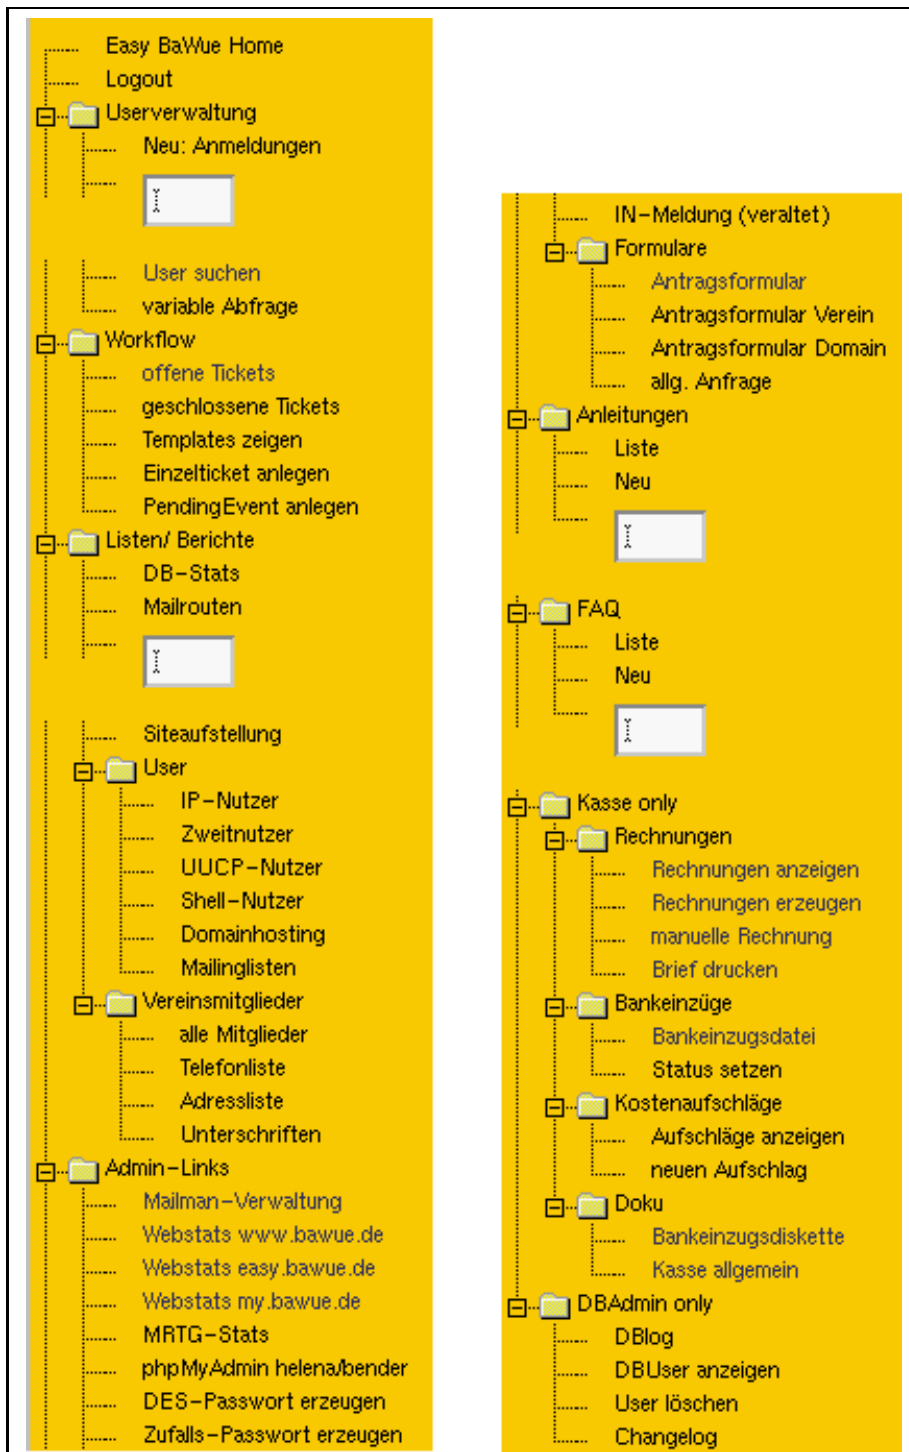 Easy BaWue Home
Logout
Userverwaltung
Neu: Anmeldungen
User suchen
variable Abfrage
Workflow
offene Tickets
geschlossene Tickets
Templates zeigen
Einzelticket anlegen
PendingEvent anlegen
Listen/ Berichte
DB-Stats
Mailrouten
Siteaufstellung
User
IP-Nutzer
Zweitnutzer
UUCP-Nutzer
Shell-Nutzer
Domainhosting
Mailinglisten
Vereinsmitglieder
alle Mitglieder
Telefonliste
Adressliste
Unterschriften
Admin-Links
Mailman-Verwaltung
Webstats www.bawue.de
Webstats easy.bawue.de
Webstats my.bawue.de
MRTG-Stats
phpMyAdmin helena/bender
DES-Passwort erzeugen
Zufalls-Passwort erzeugen
IN-Meldung (veraltet)
Formulare
Antragsformular
Antragsformular Verein
Antragsformular Domain
allg. Anfrage
Anleitungen
Liste
Neu
FAQ
Liste
Neu
Kasse only
Rechnungen
Rechnungen anzeigen
Rechnungen erzeugen
manuelle Rechnung
Brief drucken
Bankeinzüge
Bankeinzugsdatei
Status setzen
Kostenaufschläge
Aufschläge anzeigen
neuen Aufschlag
Doku
Bankeinzugsdiskette
Kasse allgemein
DBAdmin only
DBlog
DBUser anzeigen
User löschen
Changelog